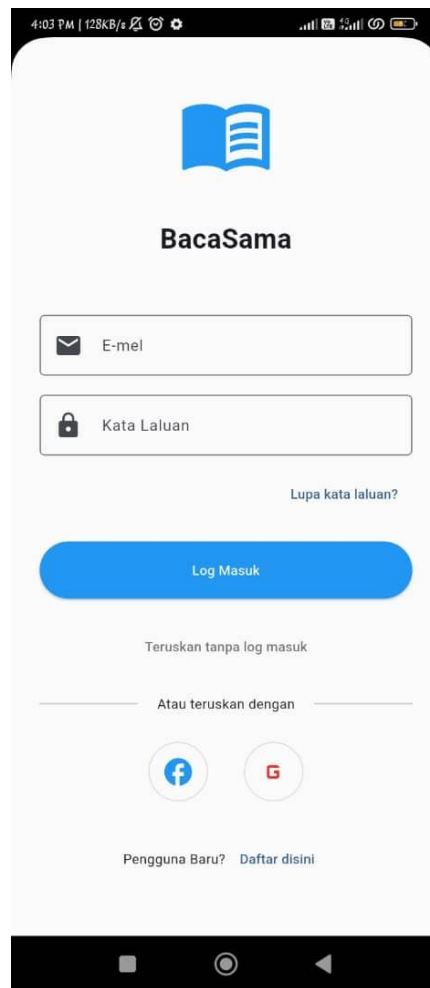 4:03 PM | 128KB/s
BacaSama
E-mel
Kata Laluan
Lupa kata laluan?
Log Masuk
Teruskan tanpa log masuk
Atau teruskan dengan
G
Pengguna Baru? Daftar disini